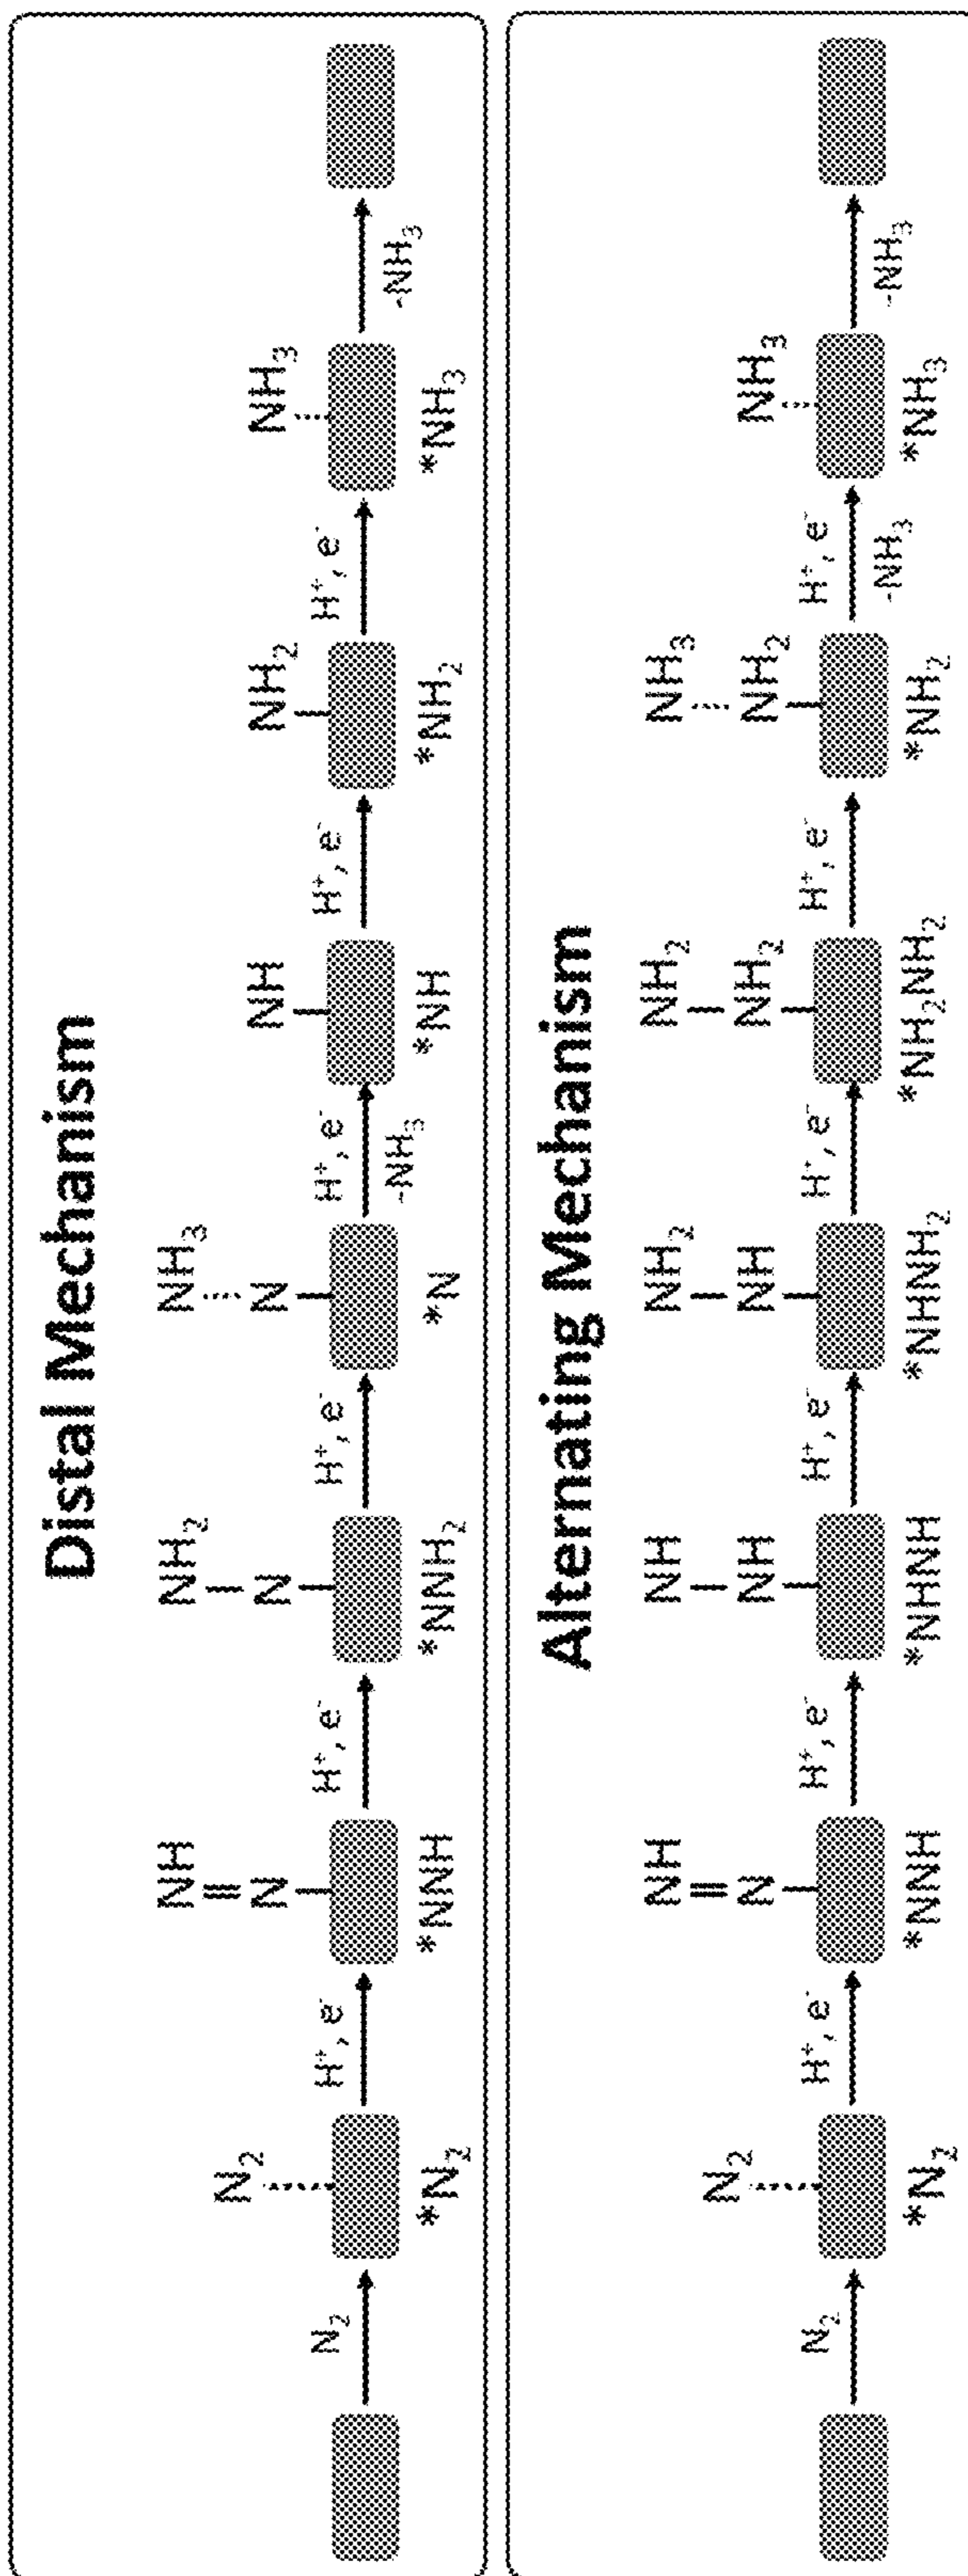 Distal Mechanism
N₂ NH NH₂ NH₃ NH NH₂ NH₃
N N N
N₂ H⁺, e⁻ H⁺, e⁻ H⁺, e⁻ H⁺, e⁻ H⁺, e⁻ H⁺, e⁻
-NH₃ -NH₃
*N₂ *NNH *NNH₂ *N *NH *NH₂ *NH₃
Alternating Mechanism
N₂ NH NH NH₂ NH₂ NH₃ NH₃
N NH NH NH₂ NH₂
N₂ H⁺, e⁻ H⁺, e⁻ H⁺, e⁻ H⁺, e⁻ H⁺, e⁻ H⁺, e⁻
-NH₃ -NH₃
*N₂ *NNH *NHNH *NHNH₂ *NH₂NH₂ *NH₂ *NH₃